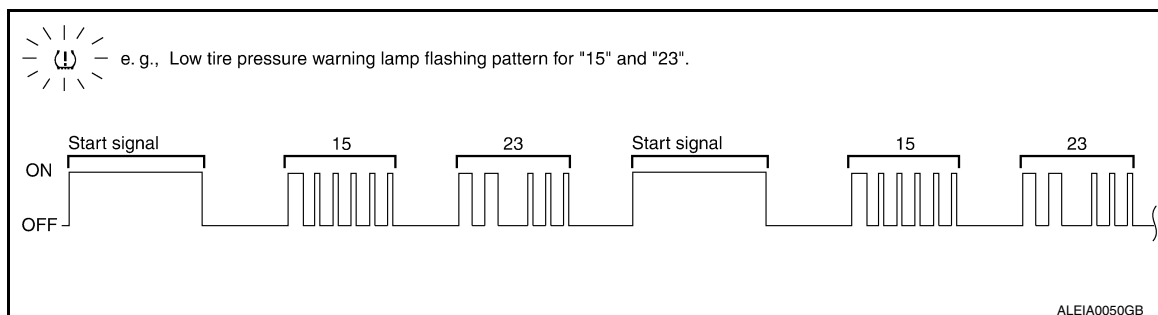 e. g., Low tire pressure warning lamp flashing pattern for "15" and "23".
Start signal 15 23 Start signal 15 23
ON
OFF
ALEIA0050GB